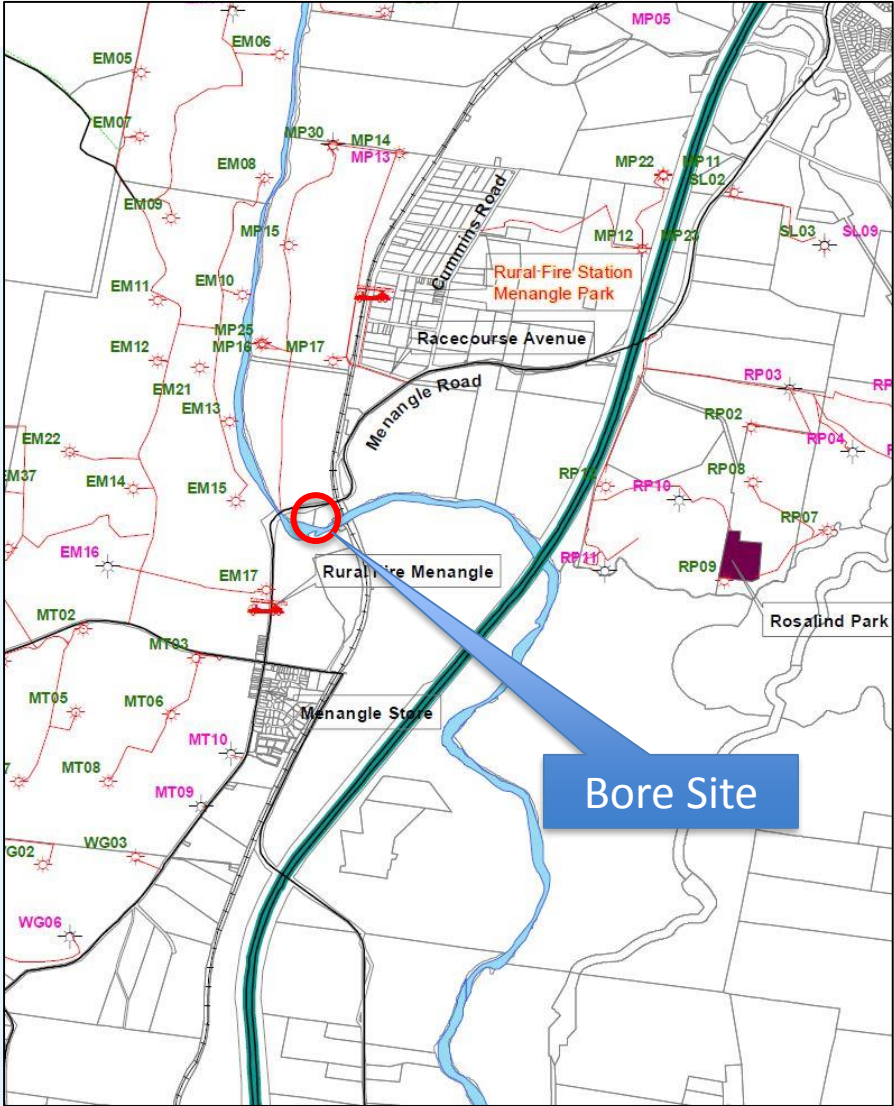 MP05
EM06
EM05
EM07
MP30
MP14
MP13
EM08
MP22
MP11
SL02
EM09
MP15
Cummins Road
MP12
MP23
SL03
SL09
EM11
EM10
Rural Fire Station
Menangle Park
MP25
MP16
MP17
Racecourse Avenue
EM12
EM21
Menangle Road
RP03
RP
EM13
RP02
EM22
RP04
EM37
EM14
EM15
RP10
RP08
RP07
EM16
RP11
EM17
Rural Fire Menangle
RP09
Rosalind Park
MT02
MT03
MT05
MT06
Menangle Store
MT10
MT08
MT09
Bore Site
WG03
WG02
WG06